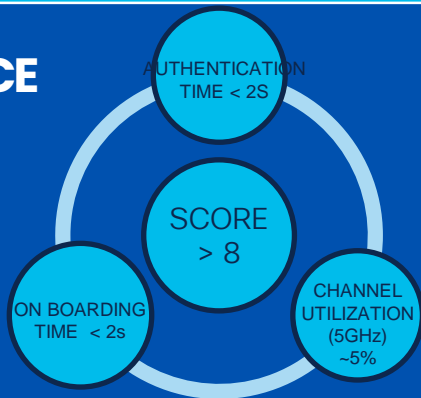 CE
AUTHENTICATION
TIME < 2S
SCORE
> 8
ON BOARDING
TIME < 2s
CHANNEL
UTILIZATION
(5GHz)
~5%